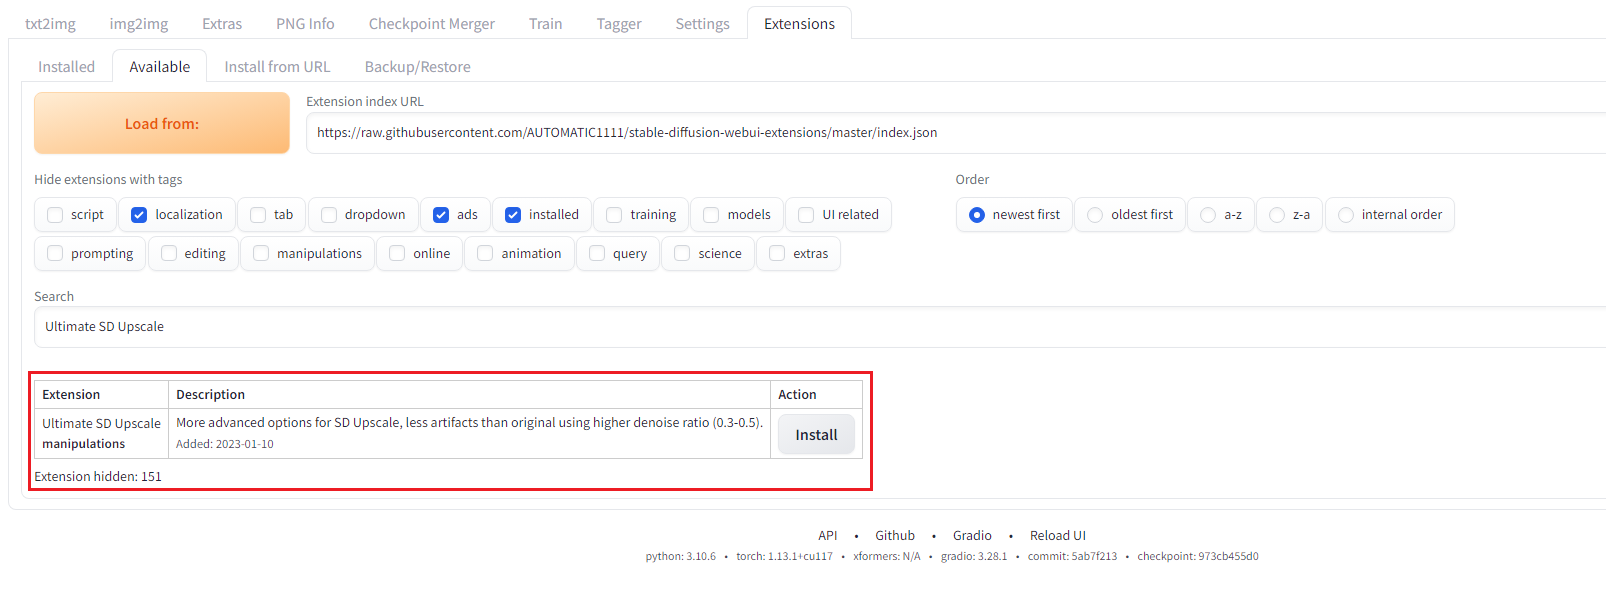 txt2img img2img Extras PNG Info Checkpoint Merger Train Tagger Settings Extensions
Installed Available Install from URL Backup/Restore
Load from:
Extension index URL
https://raw.githubusercontent.com/AUTOMATIC1111/stable-diffusion-webui-extensions/master/index.json
Hide extensions with tags
script localization tab dropdown ads installed training models UI related
prompting editing manipulations online animation query science extras
Order
newest first oldest first a-z z-a internal order
Search
Ultimate SD Upscale
Extension Description Action
Ultimate SD Upscale
manipulations
More advanced options for SD Upscale, less artifacts than original using higher denoise ratio (0.3-0.5).
Added: 2023-01-10
Install
Extension hidden: 151
API • Github • Gradio • Reload UI
python: 3.10.6 • torch: 1.13.1+cu117 • xformers: N/A • gradio: 3.28.1 • commit: 5ab7f213 • checkpoint: 973cb455d0